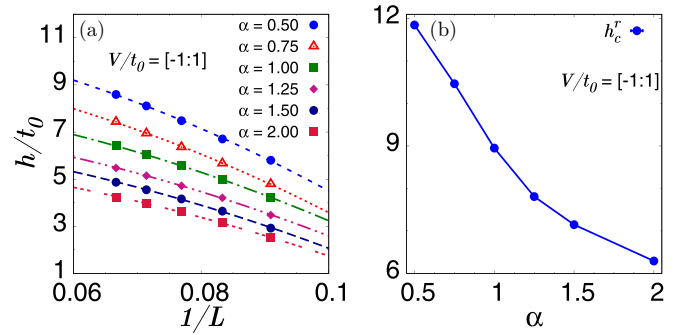 (a)
α = 0.50
α = 0.75
α = 1.00
α = 1.25
α = 1.50
α = 2.00
V/t₀ = [-1:1]
11
9
7
5
3
1
h/t₀
0.06
0.08
0.1
1/L
(b)
h_c^r
V/t₀ = [-1:1]
12
9
6
0.5
1
1.5
2
α